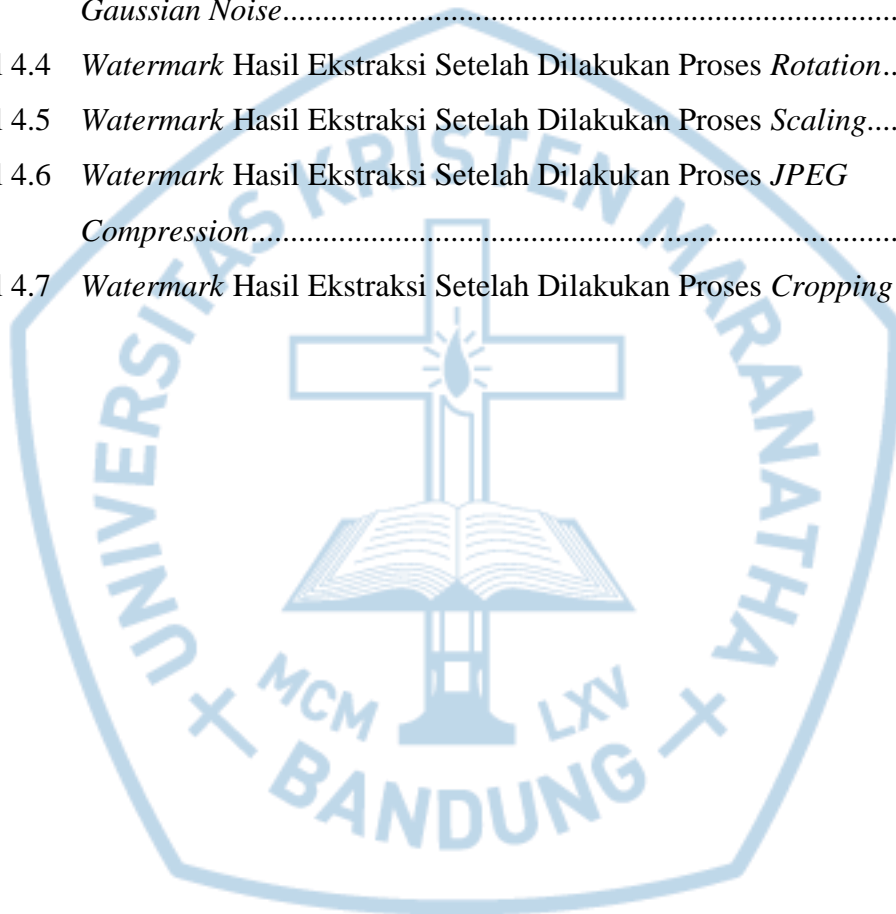 Gaussian Noise..........................................................................
l 4.4 Watermark Hasil Ekstraksi Setelah Dilakukan Proses Rotation..
l 4.5 Watermark Hasil Ekstraksi Setelah Dilakukan Proses Scaling....
l 4.6 Watermark Hasil Ekstraksi Setelah Dilakukan Proses JPEG
Compression..............................................................................
l 4.7 Watermark Hasil Ekstraksi Setelah Dilakukan Proses Cropping
UNIVERSITAS KRISTEN MARANATHA
MCM LXV
+ BANDUNG +